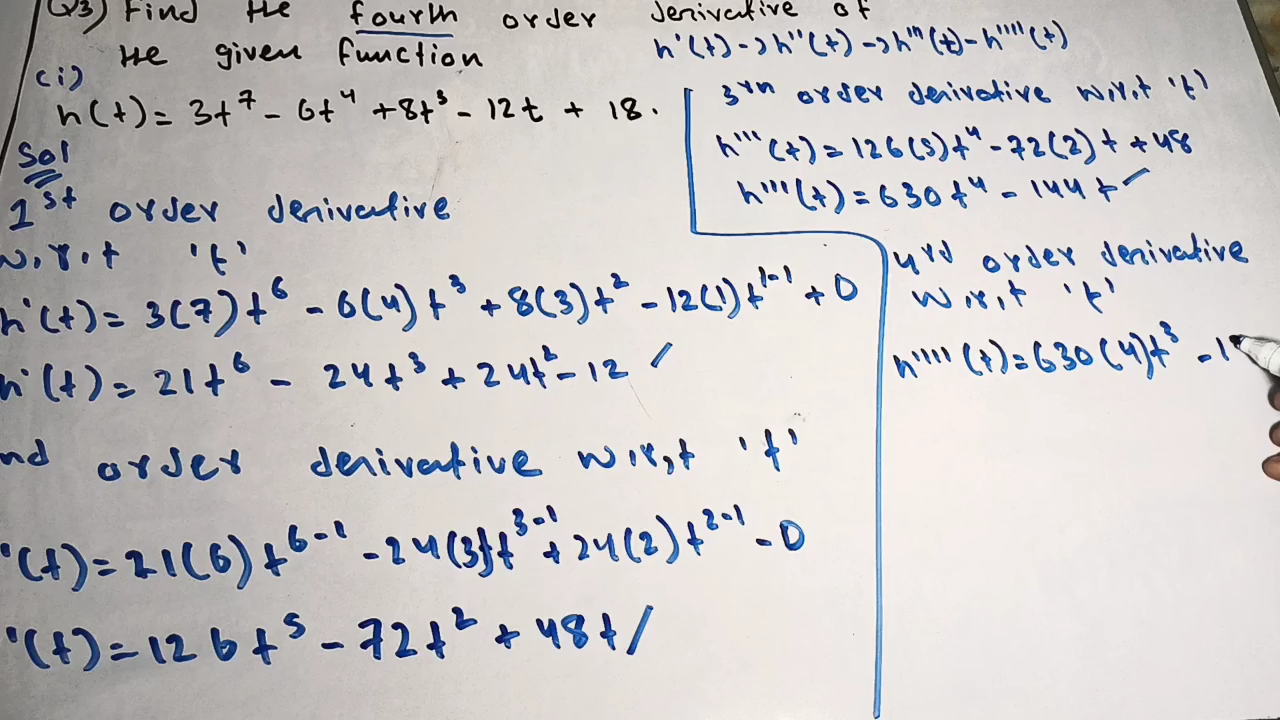 Q3) Find the fourth order derivative of
the given function
h'(t)->h''(t)->h'''(t)-h''''(t)
(i)
h(t)= 3t⁷ - 6t⁴ + 8t³ - 12t + 18.
Sol
1st order derivative
w.r.t 't'
h'(t)= 3(7)t⁶ - 6(4)t³ + 8(3)t² - 12(1)t¹⁻¹ + 0
h'(t)= 21t⁶ - 24t³ + 24t² - 12
nd order derivative w.r.t 't'
'(t)= 21(6)t⁶⁻¹ - 24(3)t³⁻¹ + 24(2)t²⁻¹ - 0
'(t)= 126t⁵ - 72t² + 48t
3rd order derivative w.r.t 't'
h'''(t)= 126(5)t⁴ - 72(2)t + 48
h'''(t)= 630t⁴ - 144t
4rd order derivative
w.r.t 't'
h''''(t)= 630(4)t³ - 1